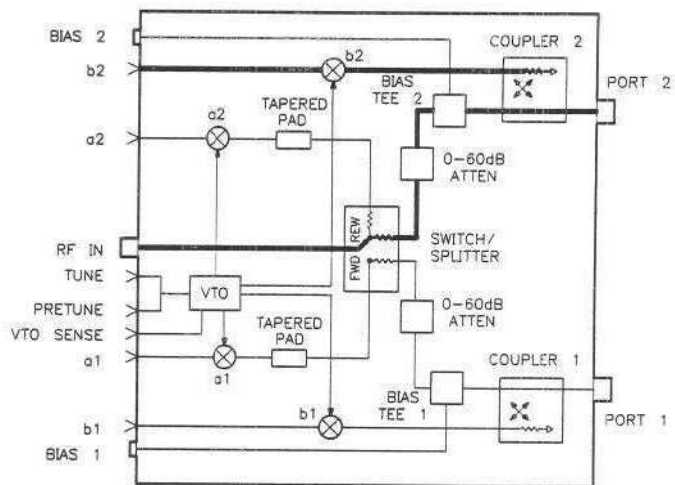 BIAS 2
b2
b2
COUPLER 2
PORT 2
BIAS
TEE 2
TAPERED
PAD
a2
a2
0-60dB
ATTEN
REW
FWD
SWITCH/
SPLITTER
RF IN
TUNE
PRETUNE
VTO
VTO SENSE
TAPERED
PAD
0-60dB
ATTEN
a1
a1
COUPLER 1
BIAS
TEE 1
PORT 1
b1
b1
BIAS 1